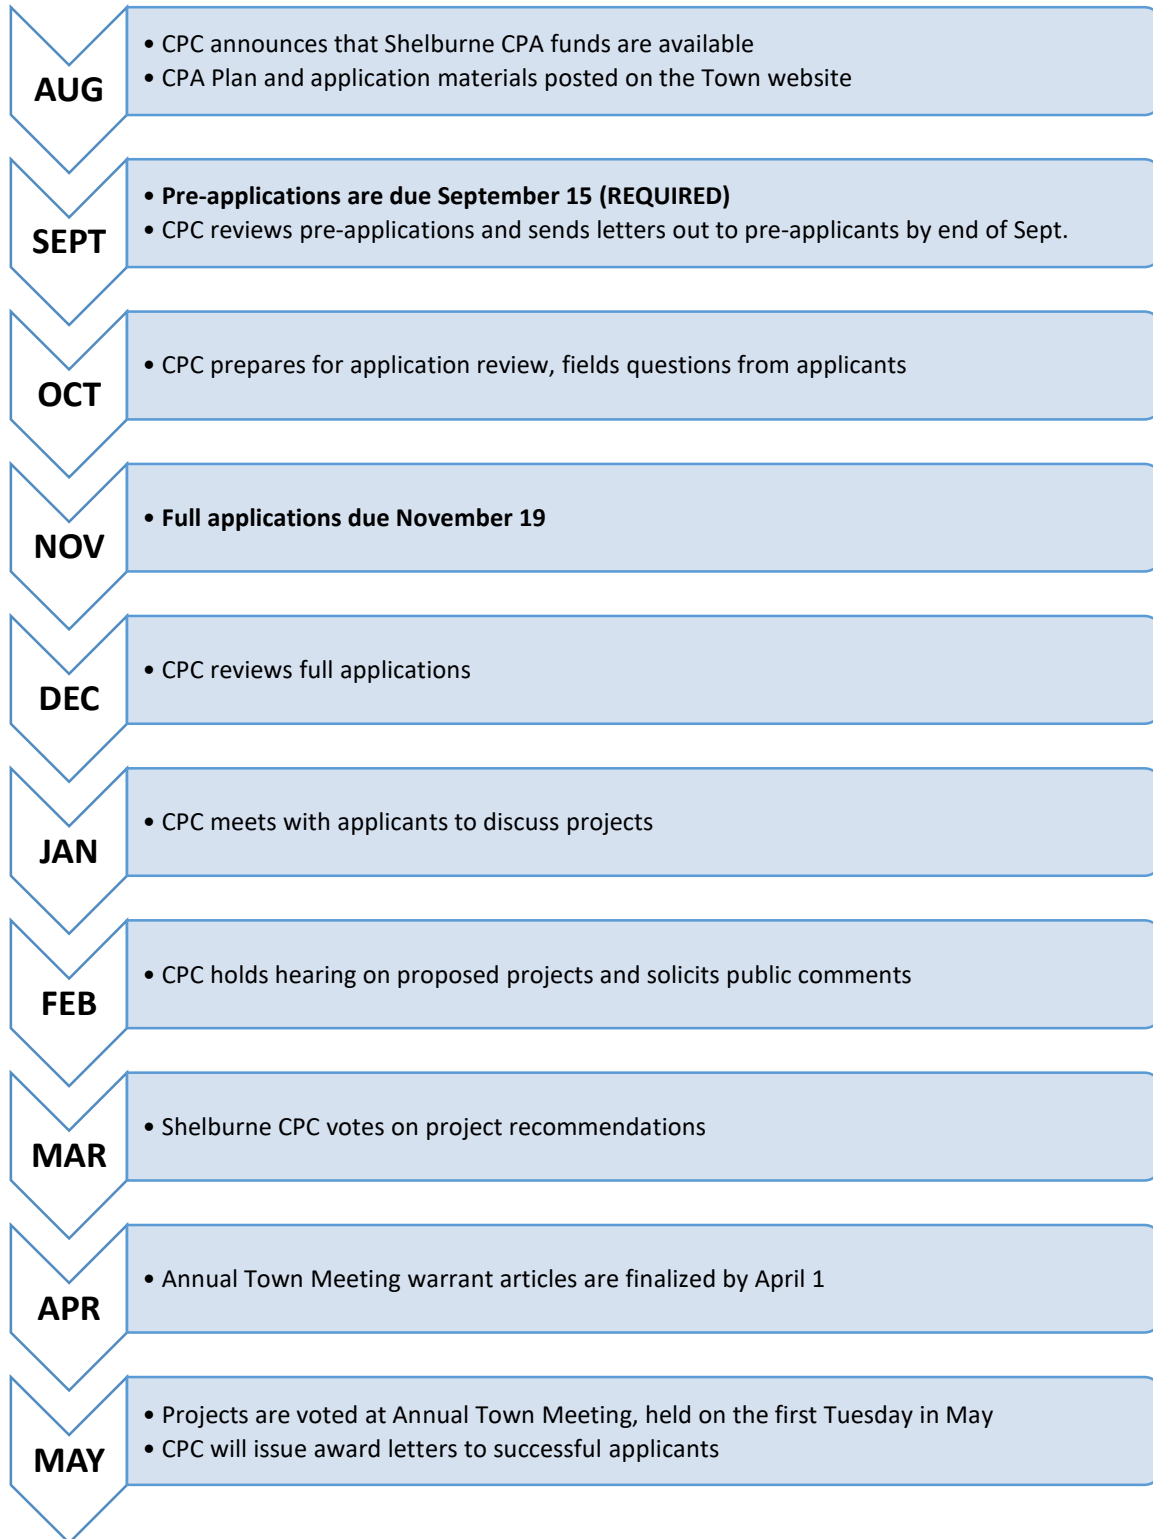 AUG
• CPC announces that Shelburne CPA funds are available
• CPA Plan and application materials posted on the Town website
SEPT
• Pre-applications are due September 15 (REQUIRED)
• CPC reviews pre-applications and sends letters out to pre-applicants by end of Sept.
OCT
• CPC prepares for application review, fields questions from applicants
NOV
• Full applications due November 19
DEC
• CPC reviews full applications
JAN
• CPC meets with applicants to discuss projects
FEB
• CPC holds hearing on proposed projects and solicits public comments
MAR
• Shelburne CPC votes on project recommendations
APR
• Annual Town Meeting warrant articles are finalized by April 1
MAY
• Projects are voted at Annual Town Meeting, held on the first Tuesday in May
• CPC will issue award letters to successful applicants